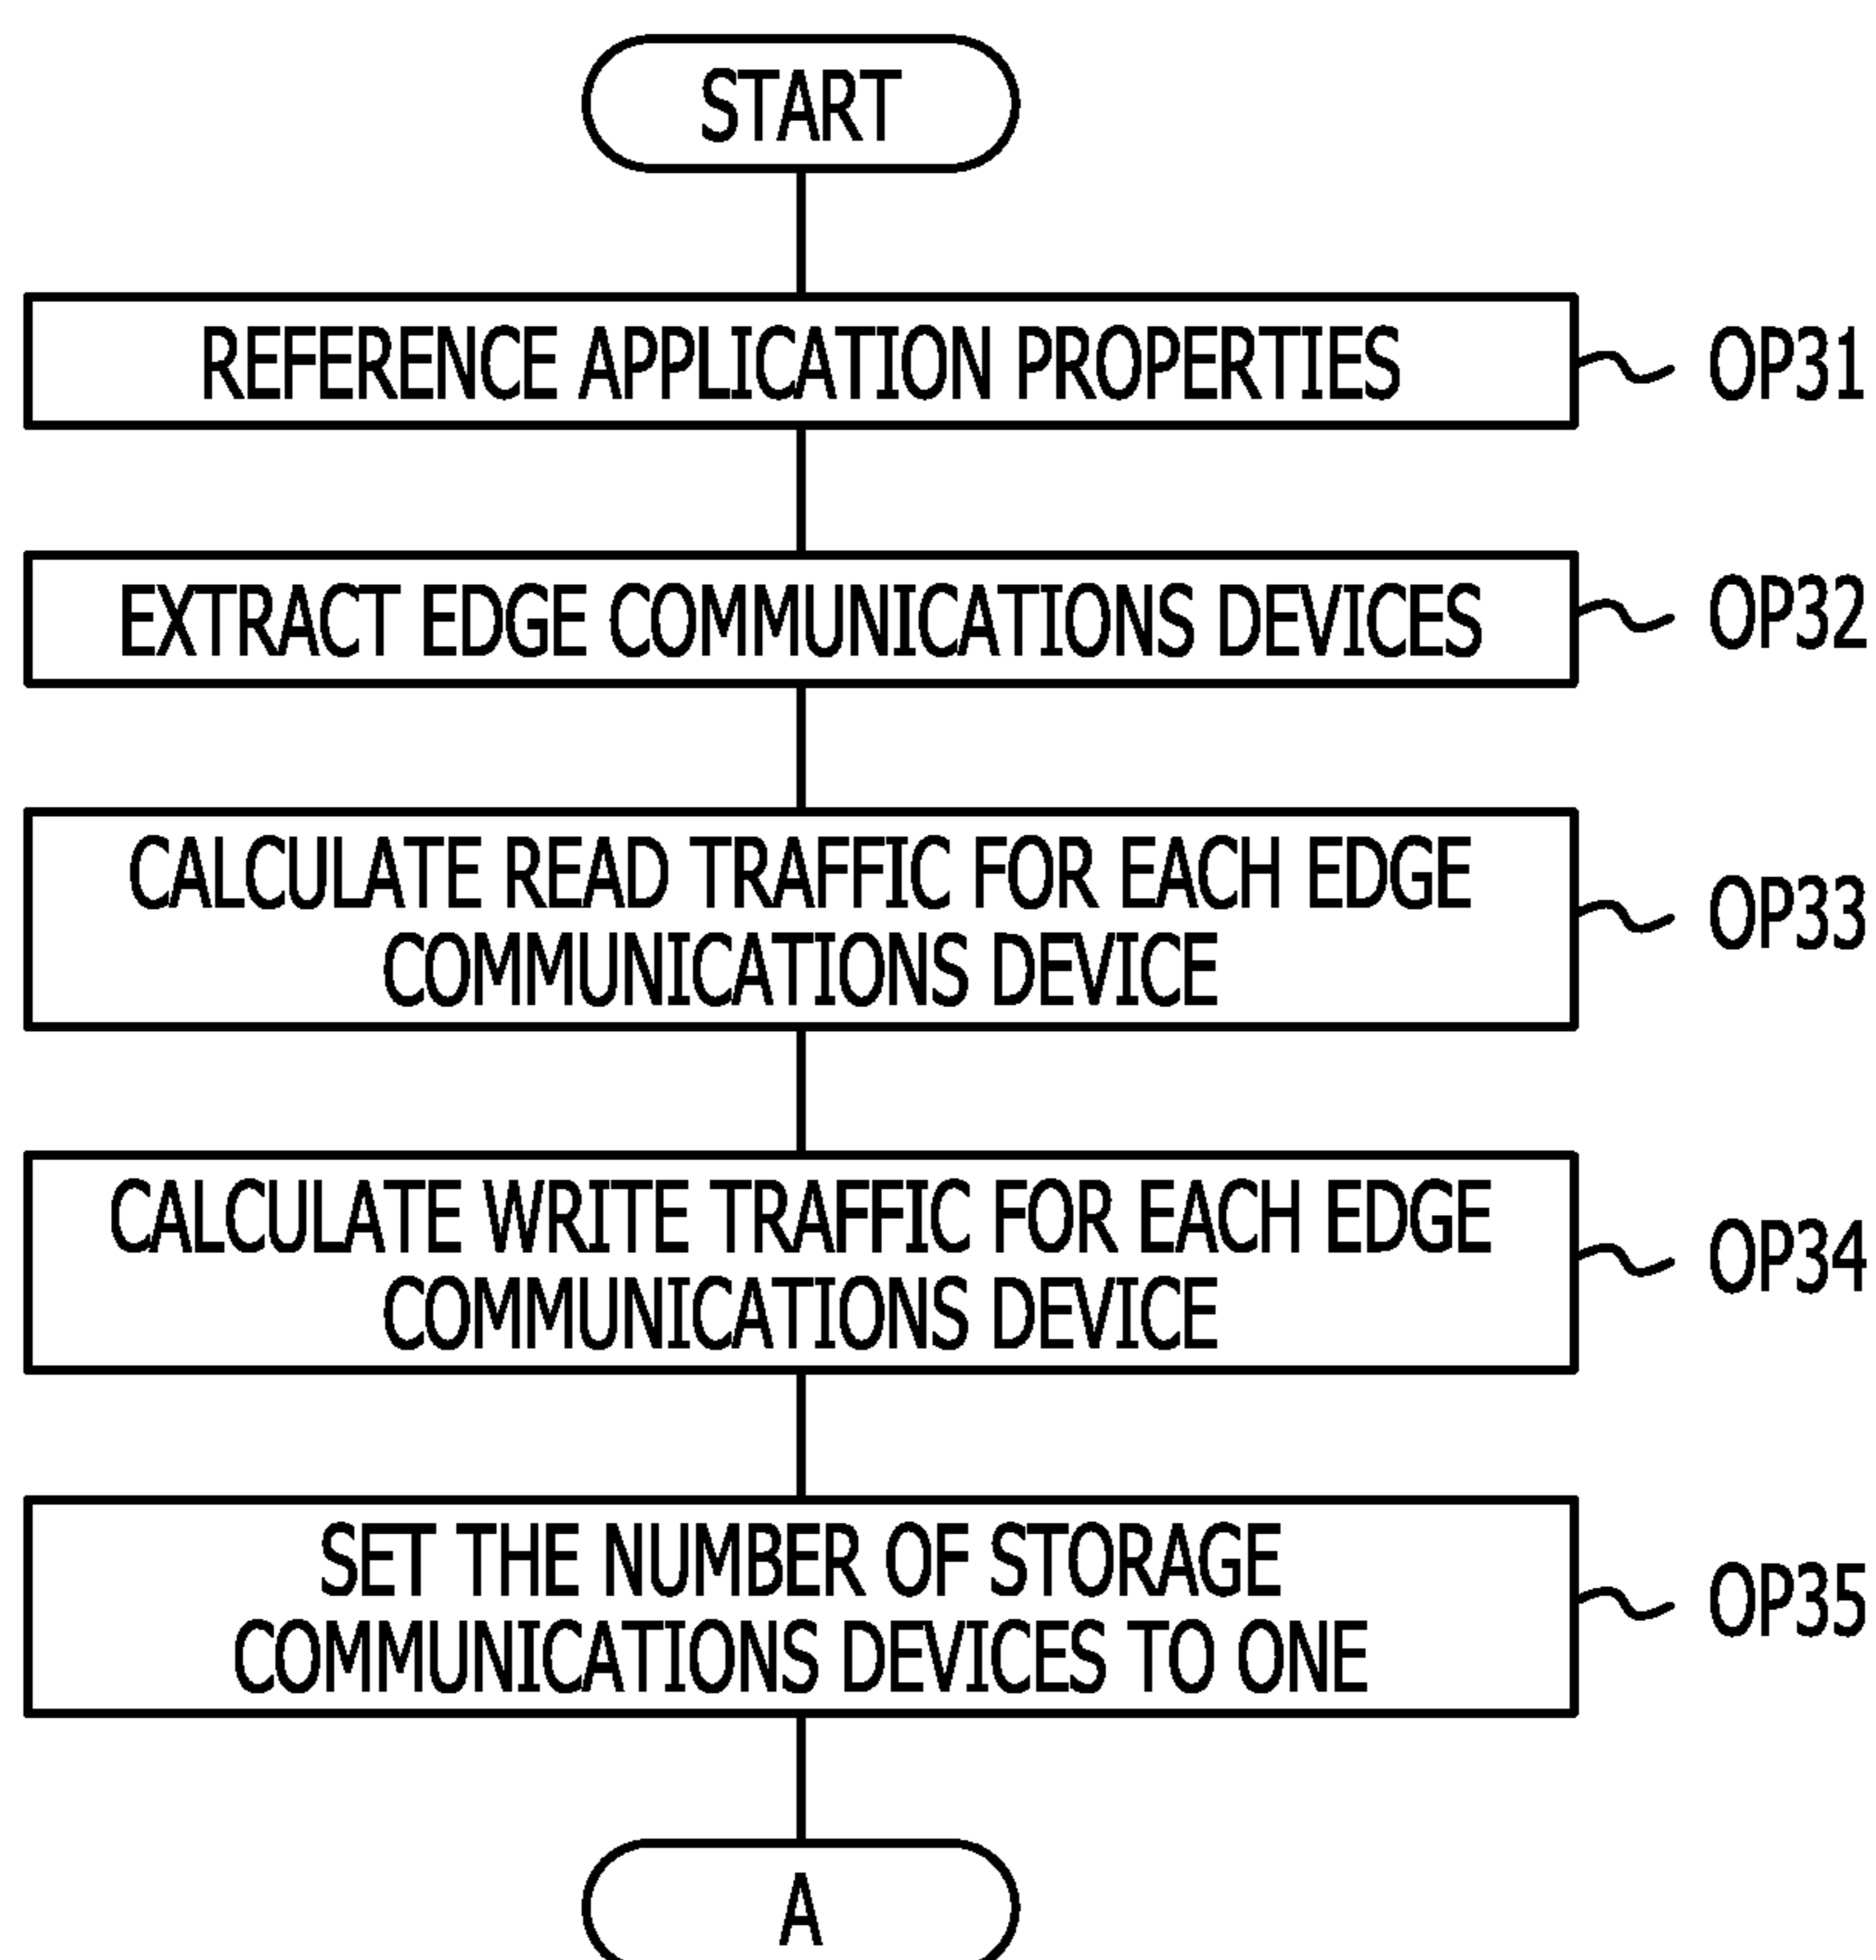 START
REFERENCE APPLICATION PROPERTIES
OP31
EXTRACT EDGE COMMUNICATIONS DEVICES
OP32
CALCULATE READ TRAFFIC FOR EACH EDGE
COMMUNICATIONS DEVICE
OP33
CALCULATE WRITE TRAFFIC FOR EACH EDGE
COMMUNICATIONS DEVICE
OP34
SET THE NUMBER OF STORAGE
COMMUNICATIONS DEVICES TO ONE
OP35
A